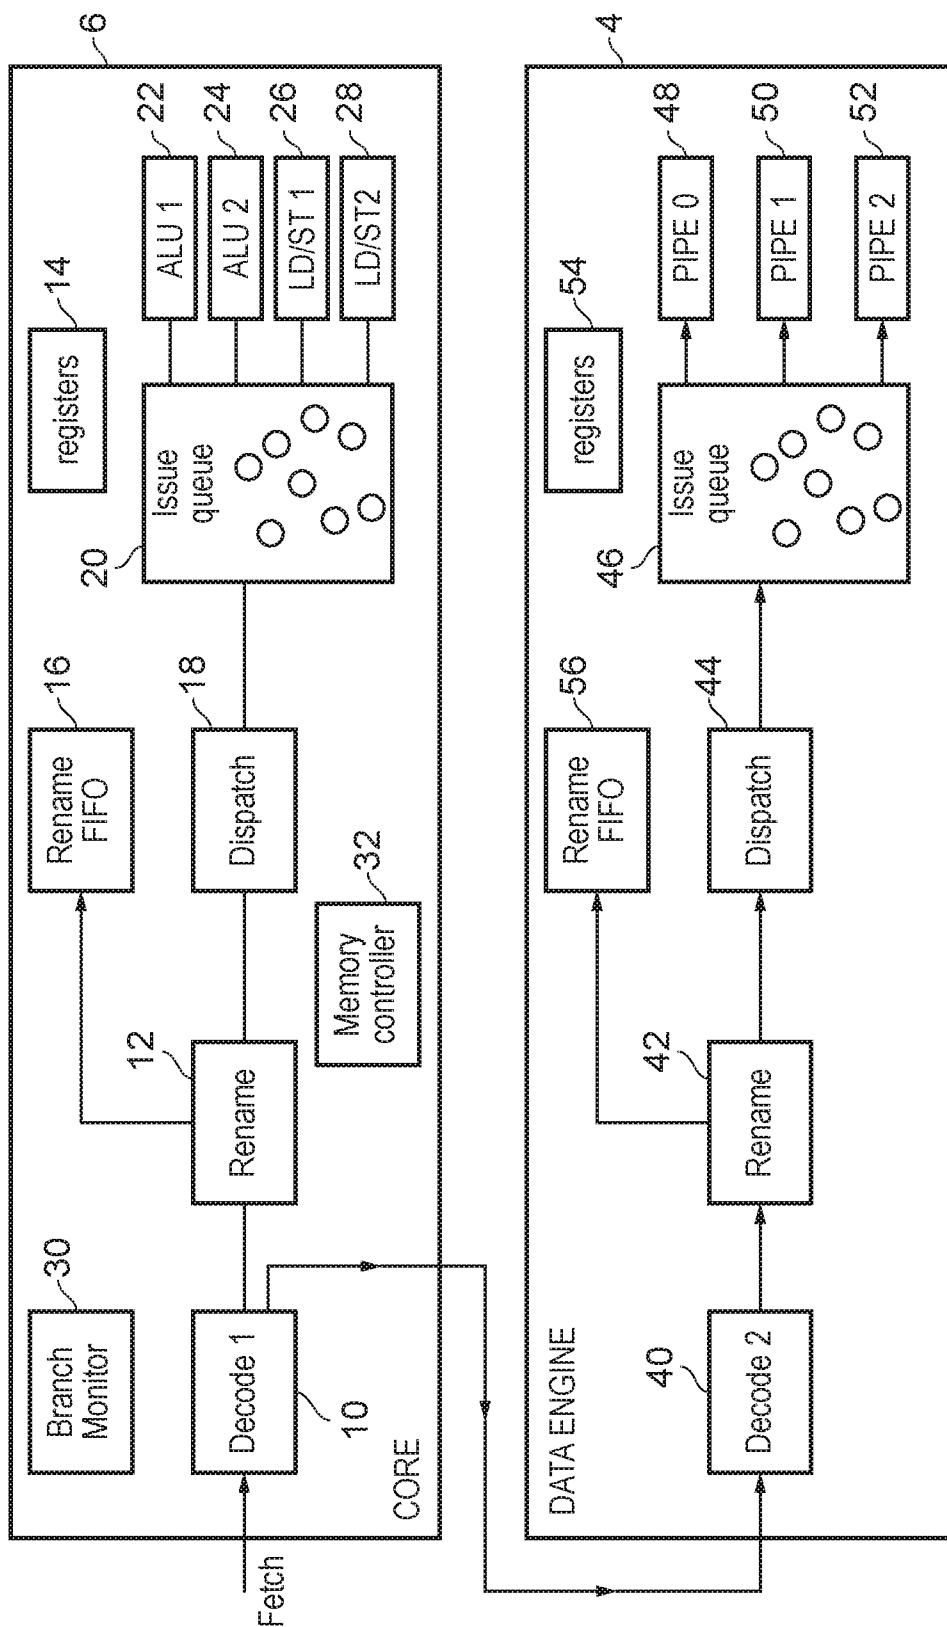 6
Branch
Monitor
30
Rename
FIFO
16
registers
14
Fetch
Decode 1
10
Rename
12
Dispatch
18
Issue
queue
20
ALU 1
22
ALU 2
24
LD/ST 1
26
LD/ST2
28
Memory
controller
32
CORE
4
DATA ENGINE
Rename
FIFO
56
registers
54
Decode 2
40
Rename
42
Dispatch
44
Issue
queue
46
PIPE 0
48
PIPE 1
50
PIPE 2
52